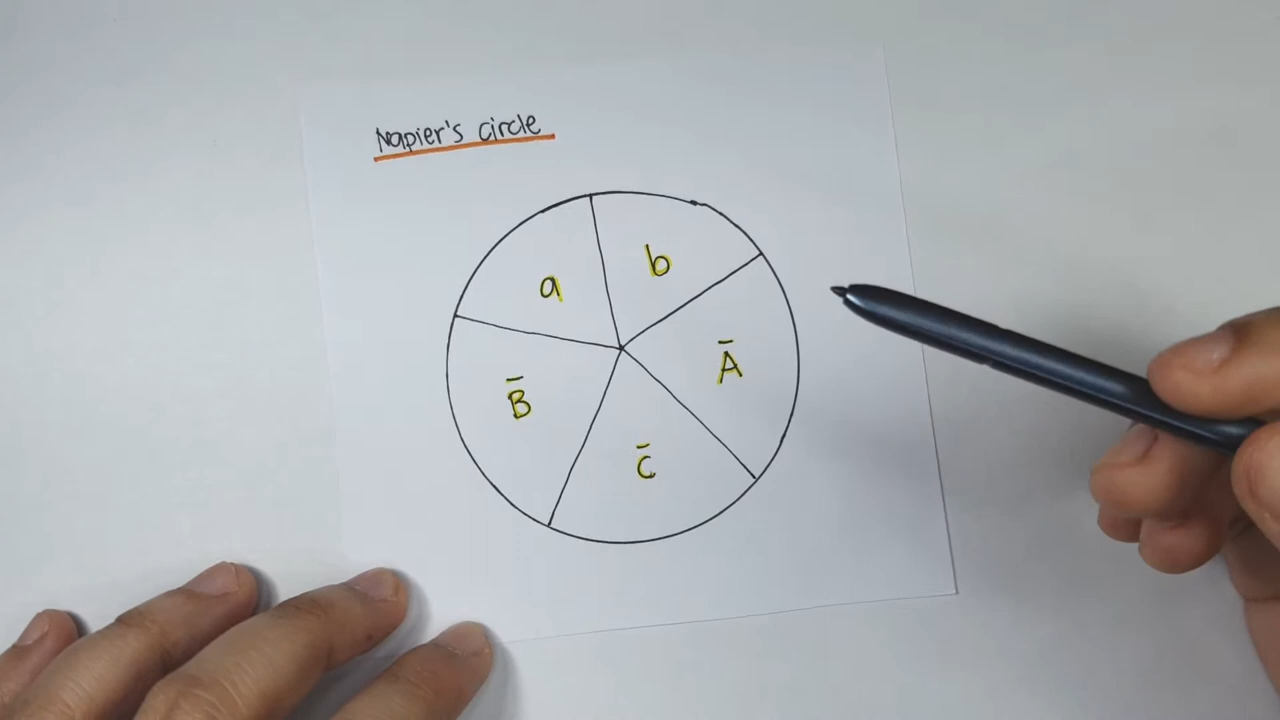 Napier's circle
a
b
B̄
Ā
c̄